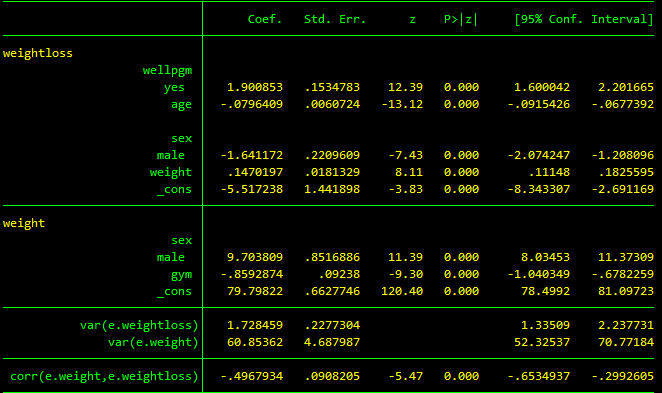 Coef. Std. Err. z P>|z| [95% Conf. Interval]
weightloss
wellpgm
yes 1.900853 .1534783 12.39 0.000 1.600042 2.201665
age -.0796409 .0060724 -13.12 0.000 -.0915426 -.0677392
sex
male -1.641172 .2209609 -7.43 0.000 -2.074247 -1.208096
weight .1470197 .0181329 8.11 0.000 .11148 .1825595
_cons -5.517238 1.441898 -3.83 0.000 -8.343307 -2.691169
weight
sex
male 9.703809 .8516886 11.39 0.000 8.03453 11.37309
gym -.8592874 .09238 -9.30 0.000 -1.040349 -.6782259
_cons 79.79822 .6627746 120.40 0.000 78.4992 81.09723
var(e.weightloss) 1.728459 .2277304 1.33509 2.237731
var(e.weight) 60.85362 4.687987 52.32537 70.77184
corr(e.weight,e.weightloss) -.4967934 .0908205 -5.47 0.000 -.6534937 -.2992605